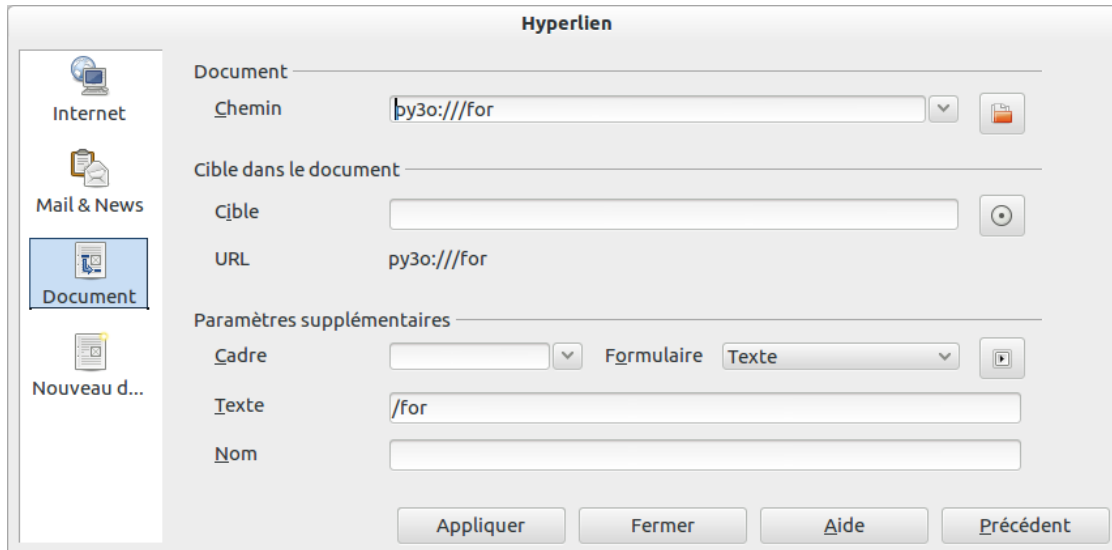 Hyperlien
Internet
Mail & News
Document
Nouveau d...
Document
Chemin py3o:///for
Cible dans le document
Cible
URL py3o:///for
Paramètres supplémentaires
Cadre Formulaire Texte
Texte /for
Nom
Appliquer Fermer Aide Précédent